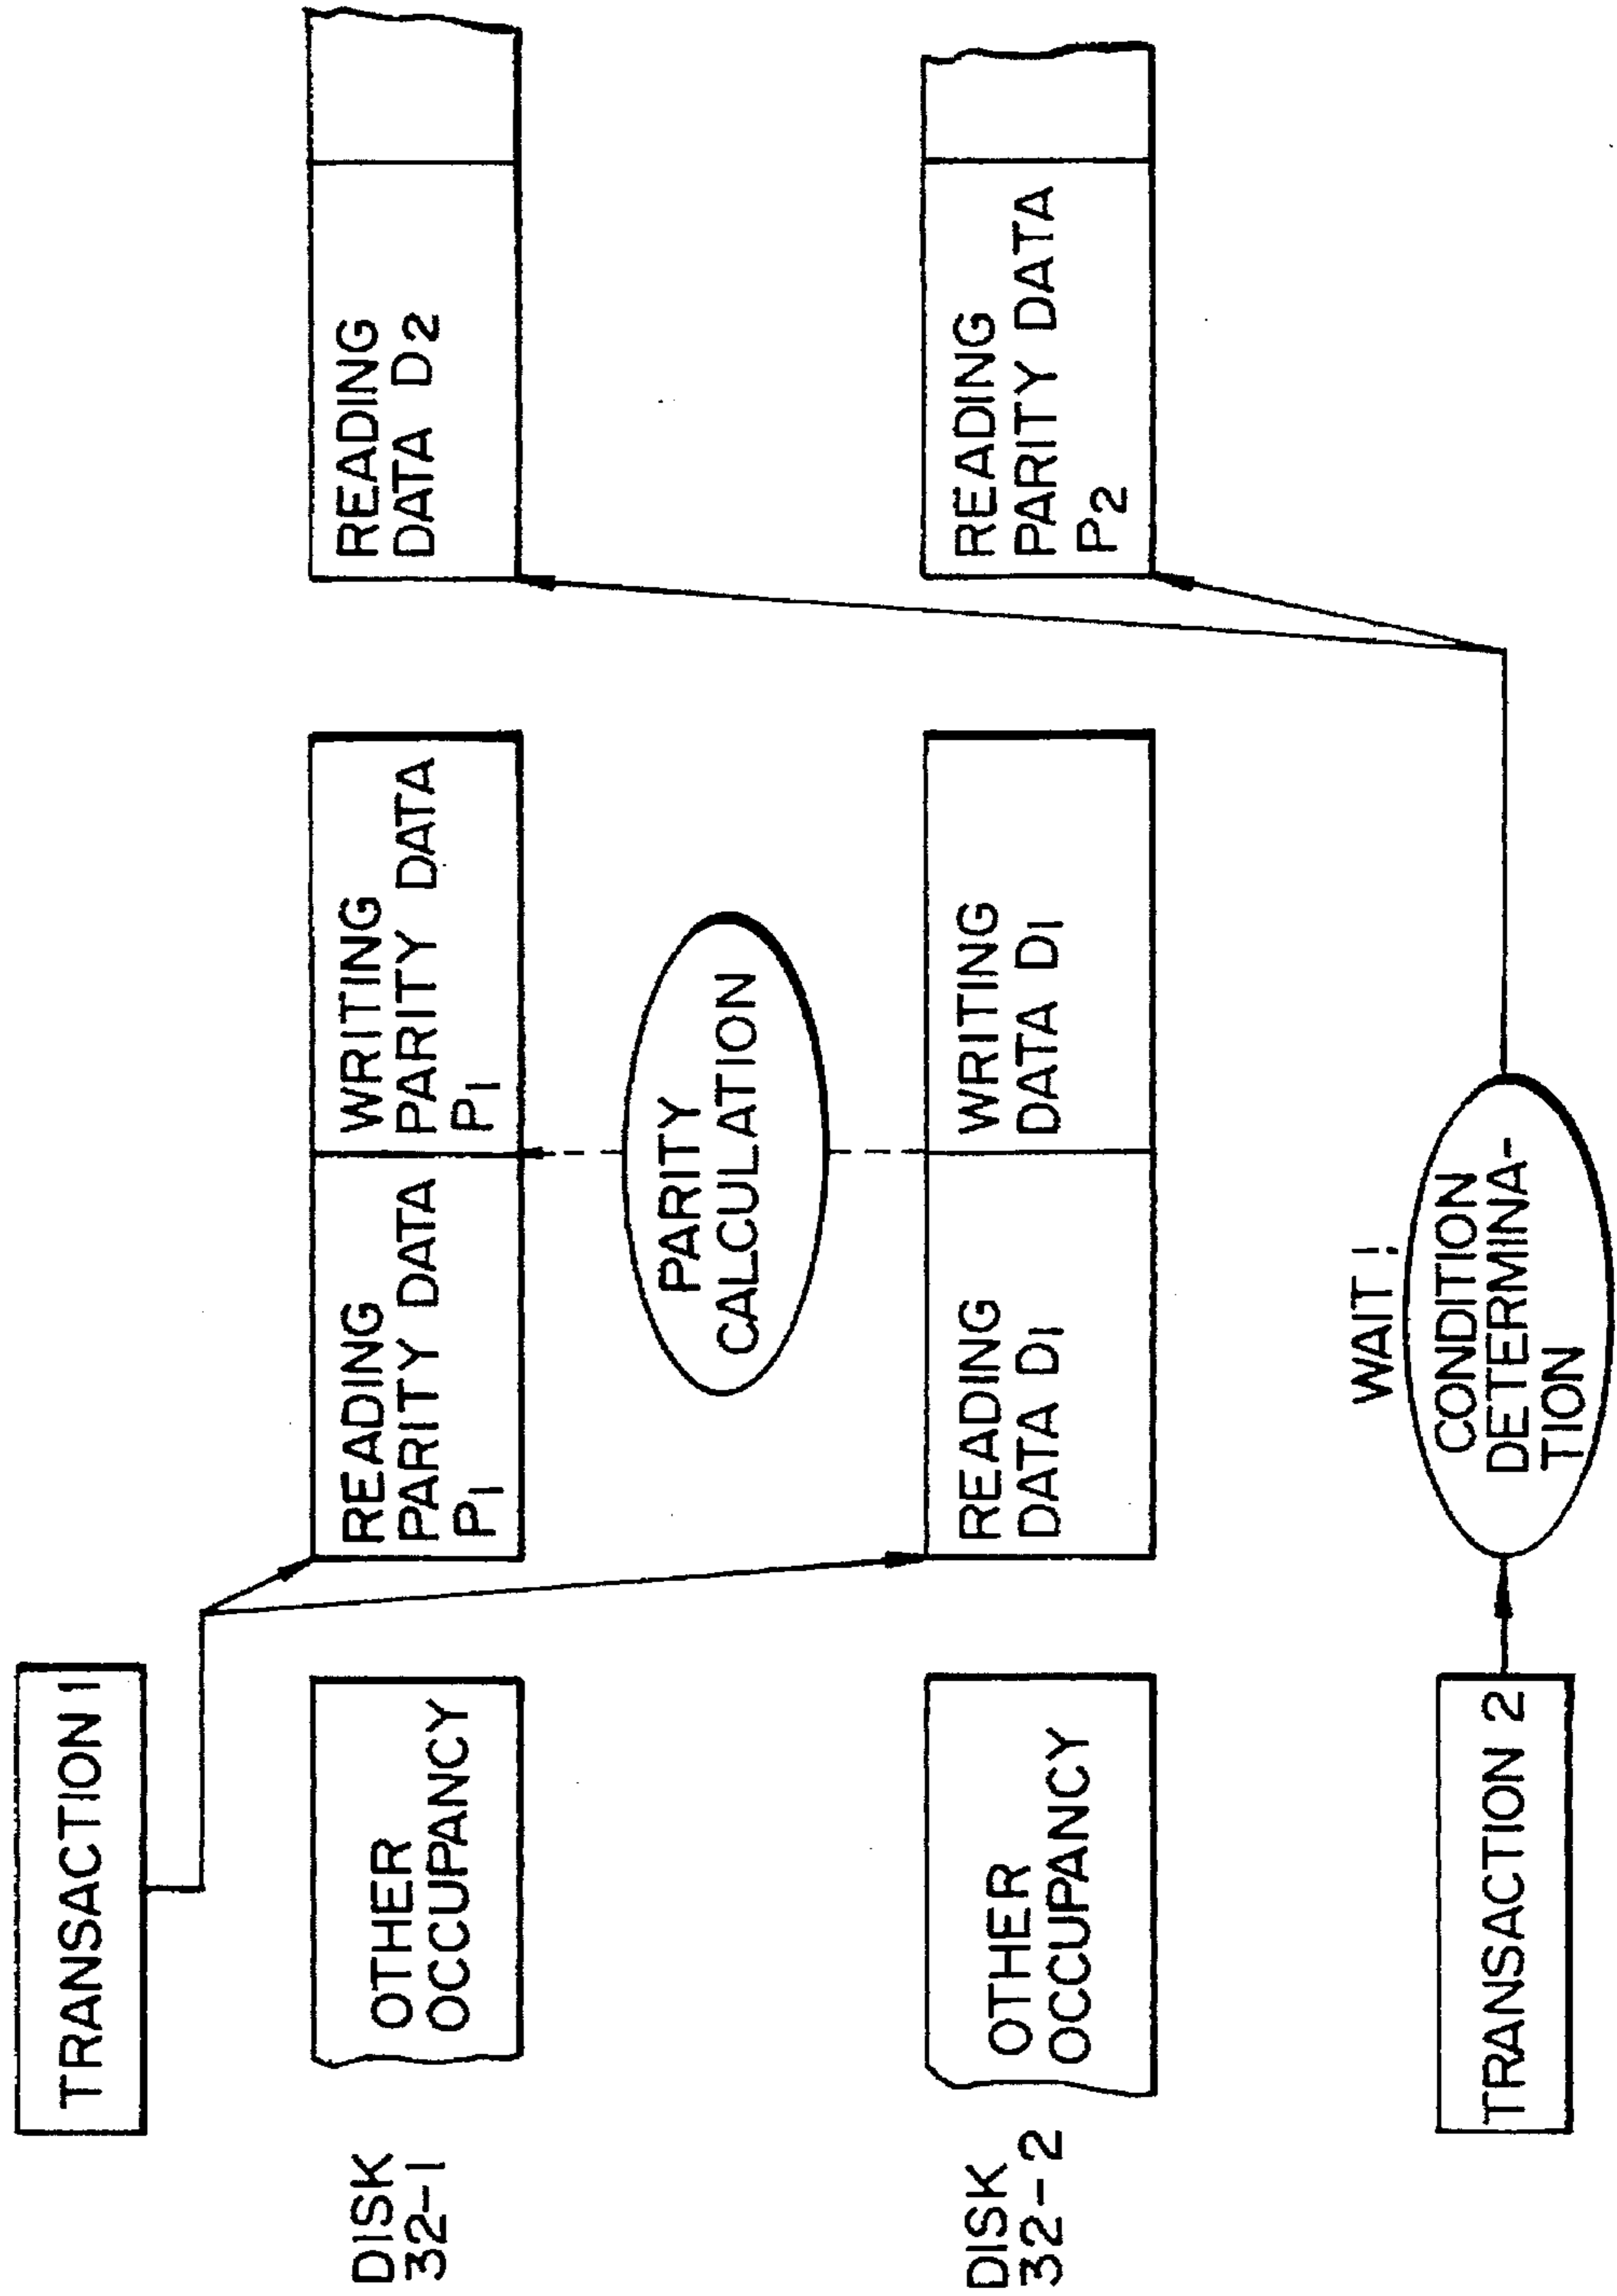 TRANSACTION 1
DISK
32-1
OTHER
OCCUPANCY
READING
PARITY DATA
P1
WRITING
PARITY DATA
P1
READING
DATA D2
PARITY
CALCULATION
DISK
32-2
OTHER
OCCUPANCY
READING
DATA D1
WRITING
DATA D1
READING
PARITY DATA
P2
WAIT!
TRANSACTION 2
CONDITION
DETERMINA-
TION